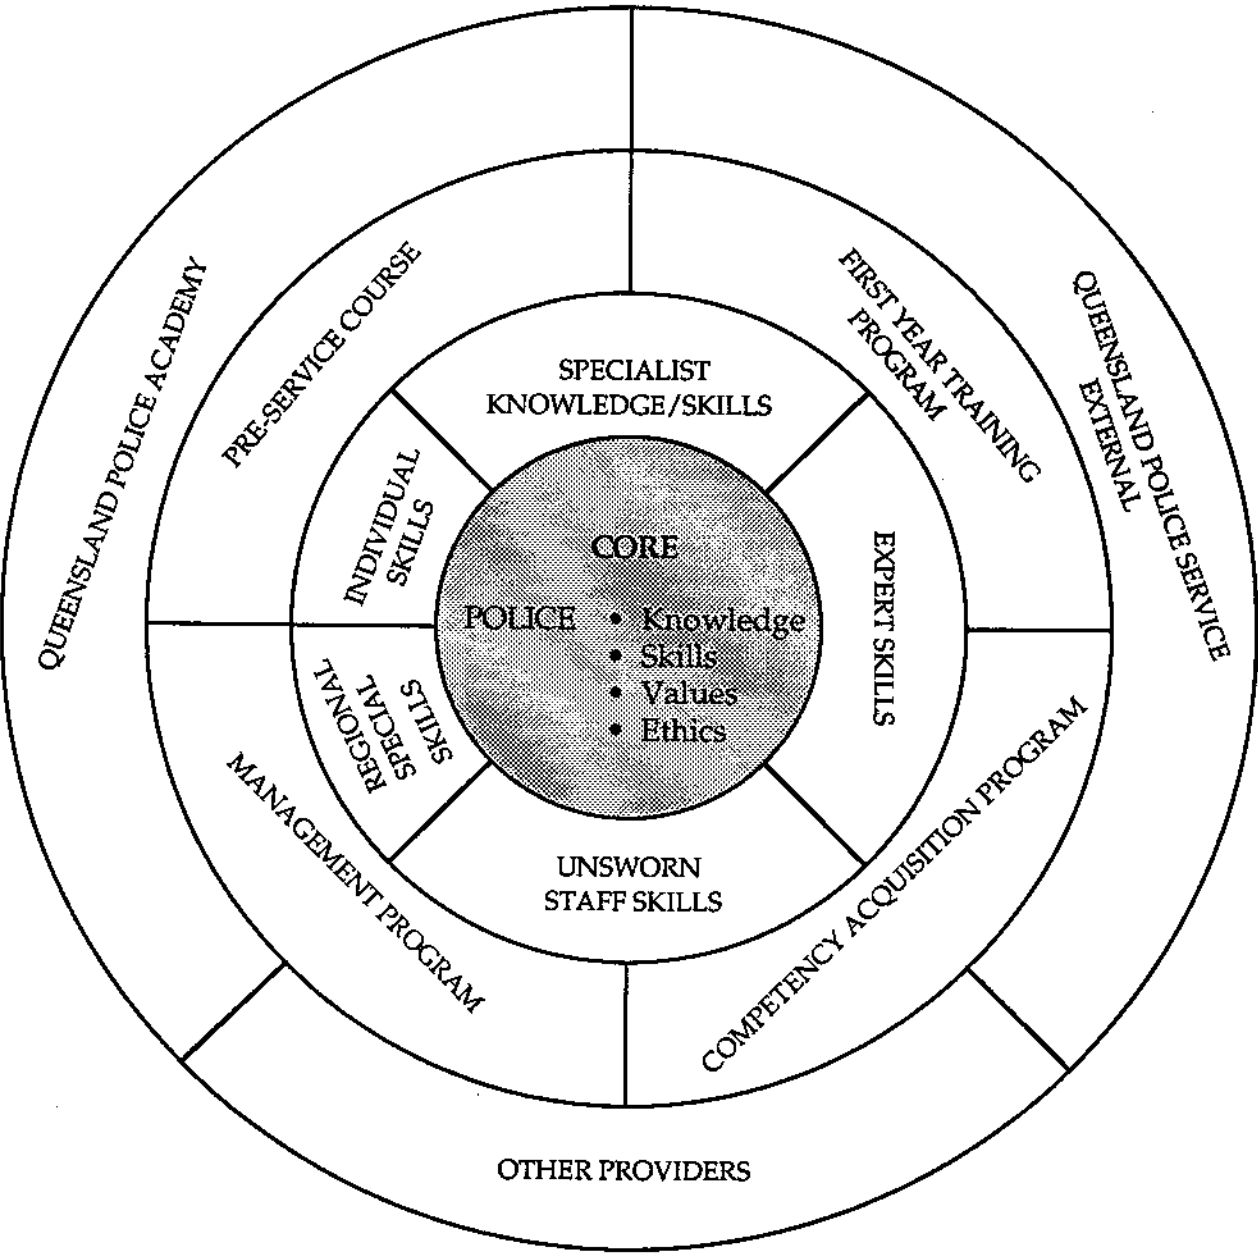 QUEENSLAND POLICE ACADEMY
QUEENSLAND POLICE SERVICE
EXTERNAL
OTHER PROVIDERS
PRE-SERVICE COURSE
FIRST YEAR TRAINING
PROGRAM
COMPETENCY ACQUISITION PROGRAM
MANAGEMENT PROGRAM
SPECIALIST
KNOWLEDGE/SKILLS
EXPERT SKILLS
UNSWORN
STAFF SKILLS
REGIONAL
SPECIAL
SKILLS
INDIVIDUAL
SKILLS
CORE
POLICE • Knowledge
• Skills
• Values
• Ethics